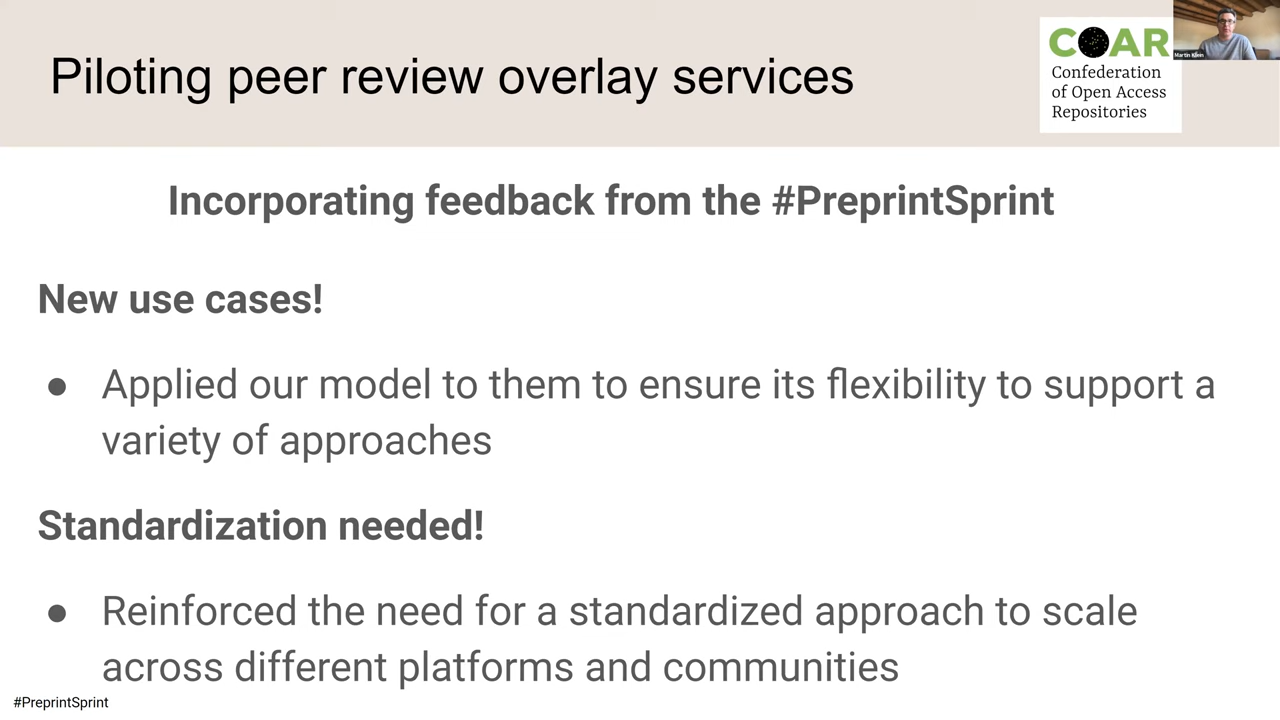 Piloting peer review overlay services
COAR
Confederation
of Open Access
Repositories
Martin Klein
Incorporating feedback from the #PreprintSprint
New use cases!
● Applied our model to them to ensure its flexibility to support a
variety of approaches
Standardization needed!
● Reinforced the need for a standardized approach to scale
across different platforms and communities
#PreprintSprint